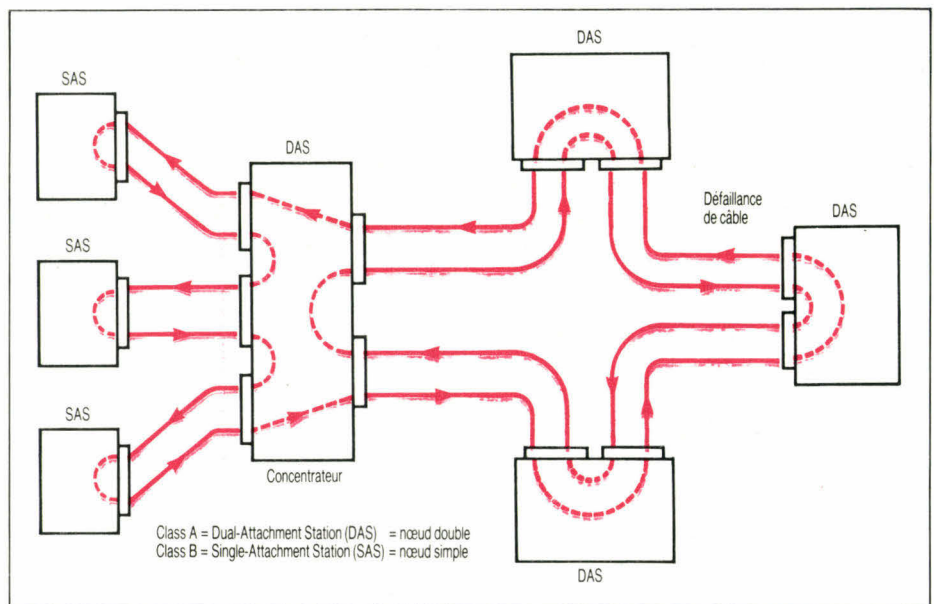 DAS
SAS
DAS
Défaillance
de câble
DAS
SAS
SAS
Concentrateur
Class A = Dual-Attachment Station (DAS) = nœud double
Class B = Single-Attachment Station (SAS) = nœud simple
DAS